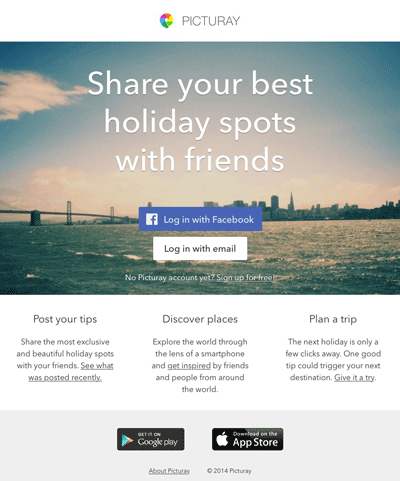 PICTURAY
Share your best
holiday spots
with friends
Log in with Facebook
Log in with email
No Picturay account yet? Sign up for free!
Post your tips
Share the most exclusive
and beautiful holiday spots
with your friends. See what
was posted recently.
Discover places
Explore the world through
the lens of a smartphone
and get inspired by friends
and people from around
the world.
Plan a trip
The next holiday is only a
few clicks away. One good
tip could trigger your next
destination. Give it a try.
GET IT ON
Google play
Download on the
App Store
About Picturay
© 2014 Picturay